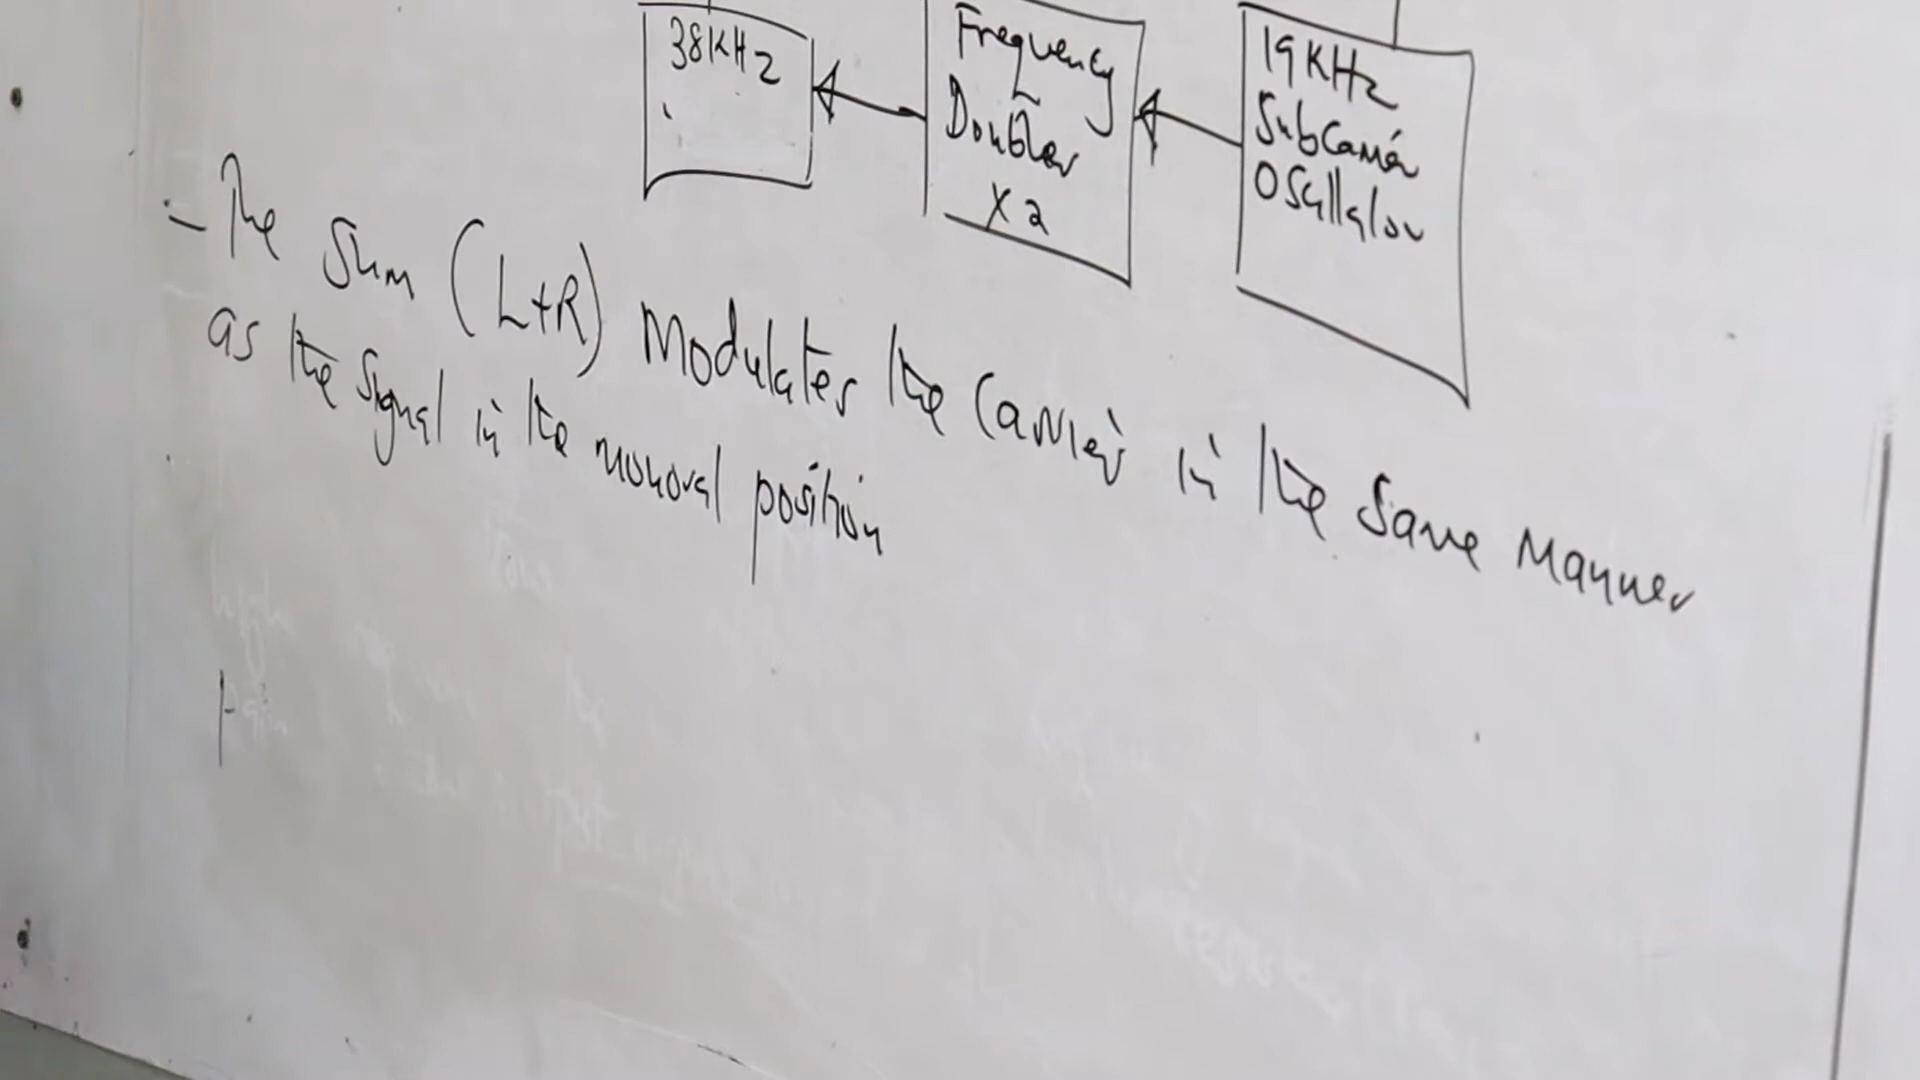 38KHz
Frequency
Doubler
X2
19KHz
Subcarrier
Oscillator
- The Sum (L+R) Modulates the Carrier in the Same Manner
as the Signal in the monoral position